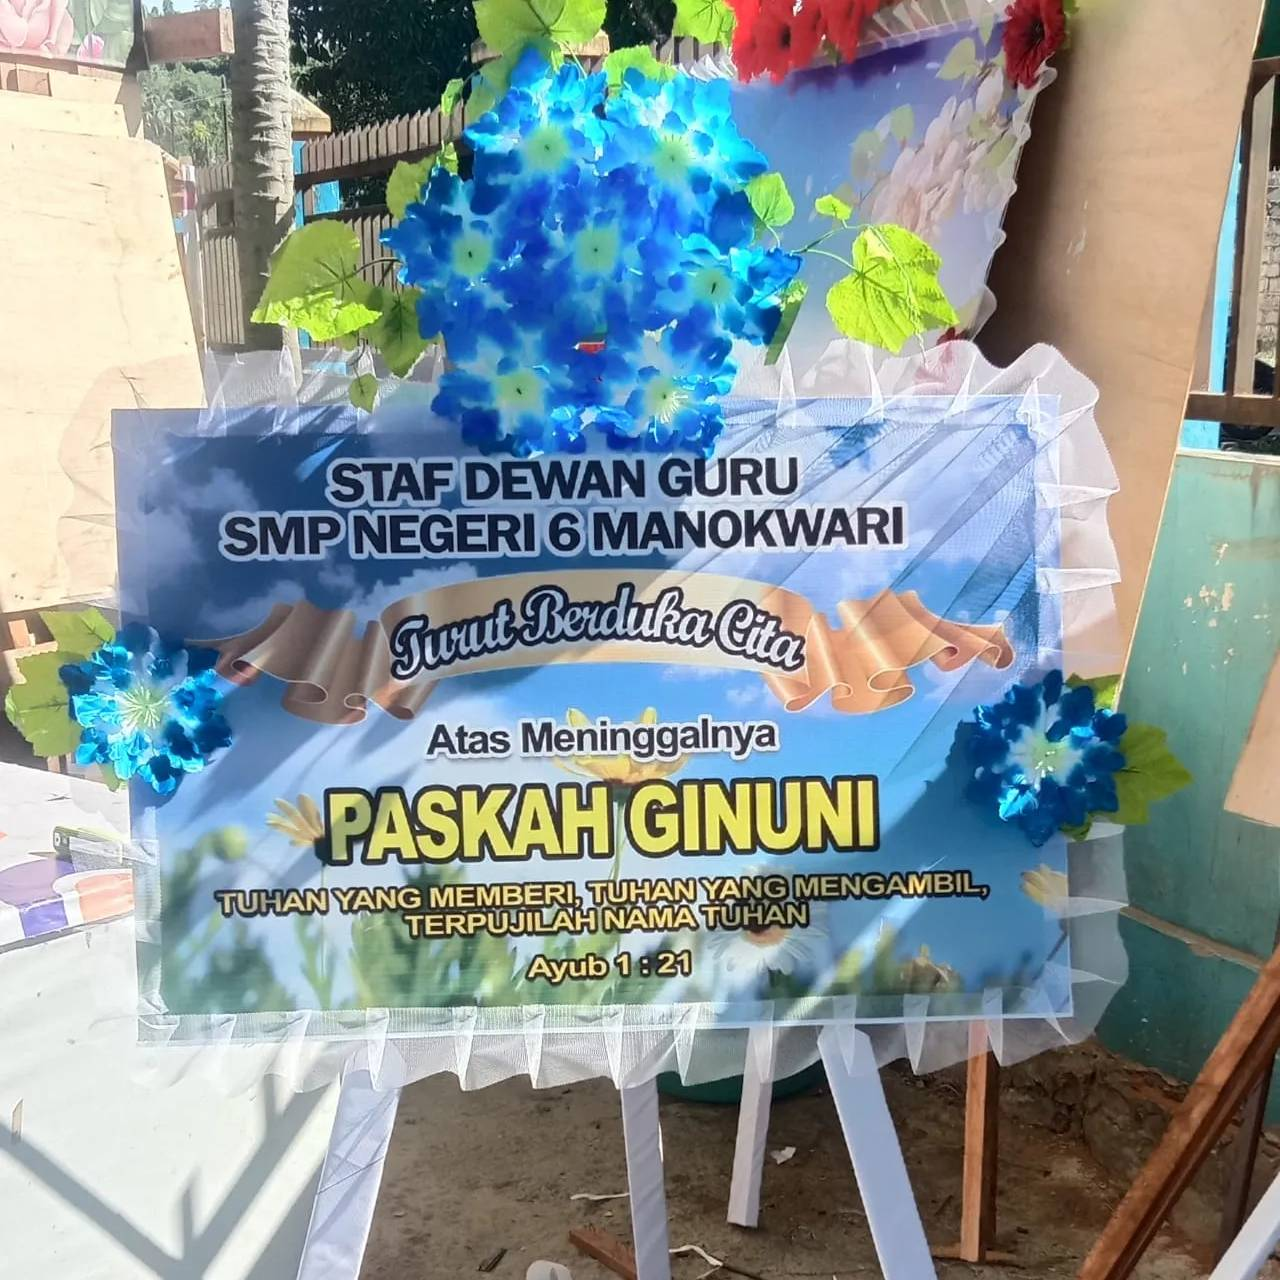 STAF DEWAN GURU
SMP NEGERI 6 MANOKWARI
Turut Berduka Cita
Atas Meninggalnya
PASKAH GINUNI
TUHAN YANG MEMBERI, TUHAN YANG MENGAMBIL,
TERPUJILAH NAMA TUHAN
Ayub 1 : 21